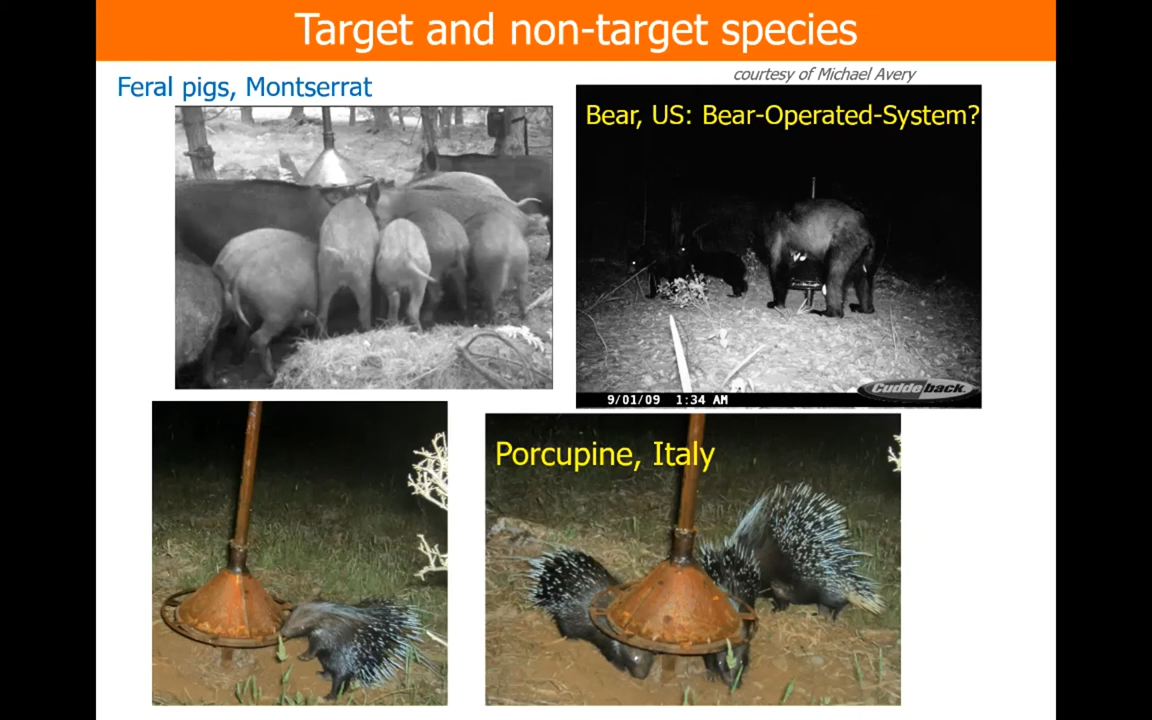 Target and non-target species
courtesy of Michael Avery
Feral pigs, Montserrat
Bear, US: Bear-Operated-System?
Cuddeback
9/01/09 1:34 AM
Porcupine, Italy